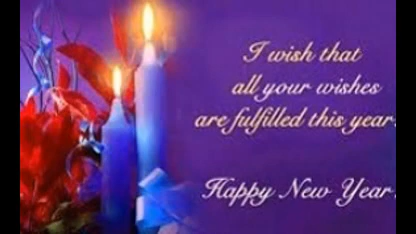 I wish that
all your wishes
are fulfilled this year.
Happy New Year!